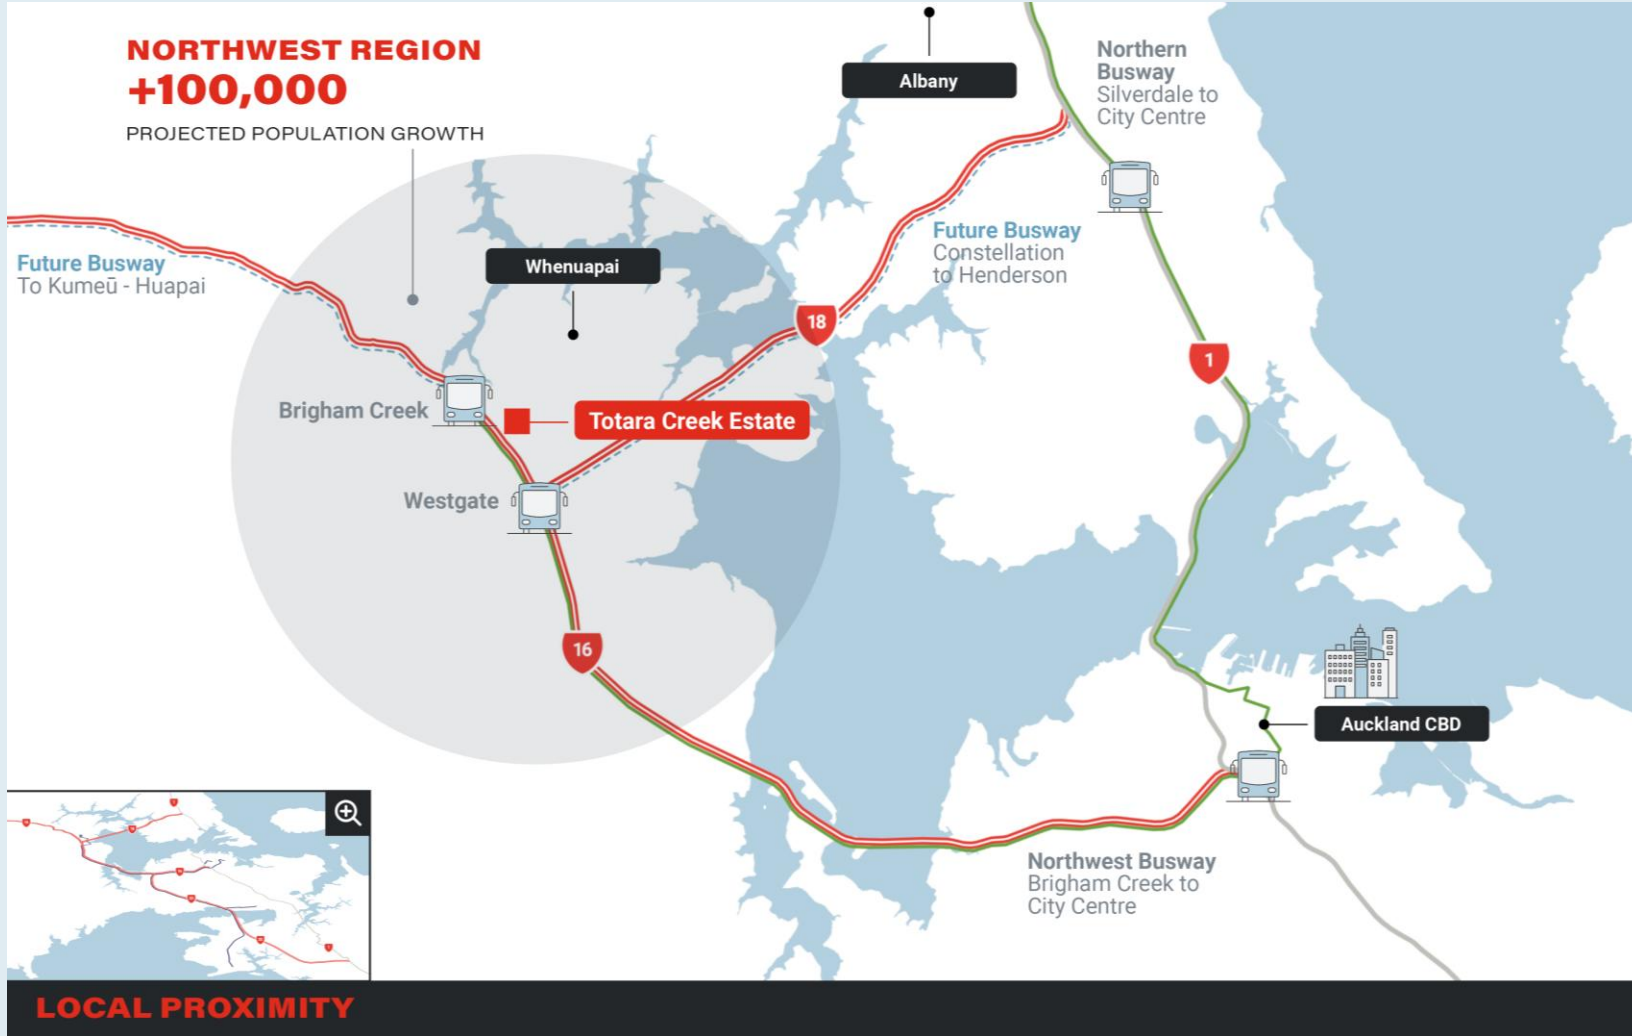 NORTHWEST REGION
+100,000
PROJECTED POPULATION GROWTH
Albany
Northern
Busway
Silverdale to
City Centre
Future Busway
To Kumeū - Huapai
Whenuapai
Future Busway
Constellation
to Henderson
18
1
Brigham Creek
Totara Creek Estate
Westgate
16
Auckland CBD
Northwest Busway
Brigham Creek to
City Centre
LOCAL PROXIMITY